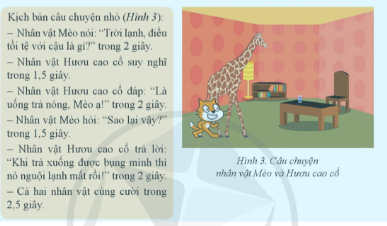 Kịch bản câu chuyện nhỏ (Hình 3):
– Nhân vật Mèo nói: “Trời lạnh, điều
tồi tệ với cậu là gì?” trong 2 giây.
– Nhân vật Hươu cao cổ suy nghĩ
trong 1,5 giây.
– Nhân vật Hươu cao cổ đáp: “Là
uống trà nóng, Mèo ạ!” trong 2 giây.
– Nhân vật Mèo hỏi: “Sao lại vậy?”
trong 1,5 giây.
– Nhân vật Hươu cao cổ trả lời:
“Khi trà xuống được bụng mình thì
nó nguội lạnh mất rồi!” trong 2 giây.
– Cả hai nhân vật cùng cười trong
2,5 giây.
Hình 3. Câu chuyện
nhân vật Mèo và Hươu cao cổ